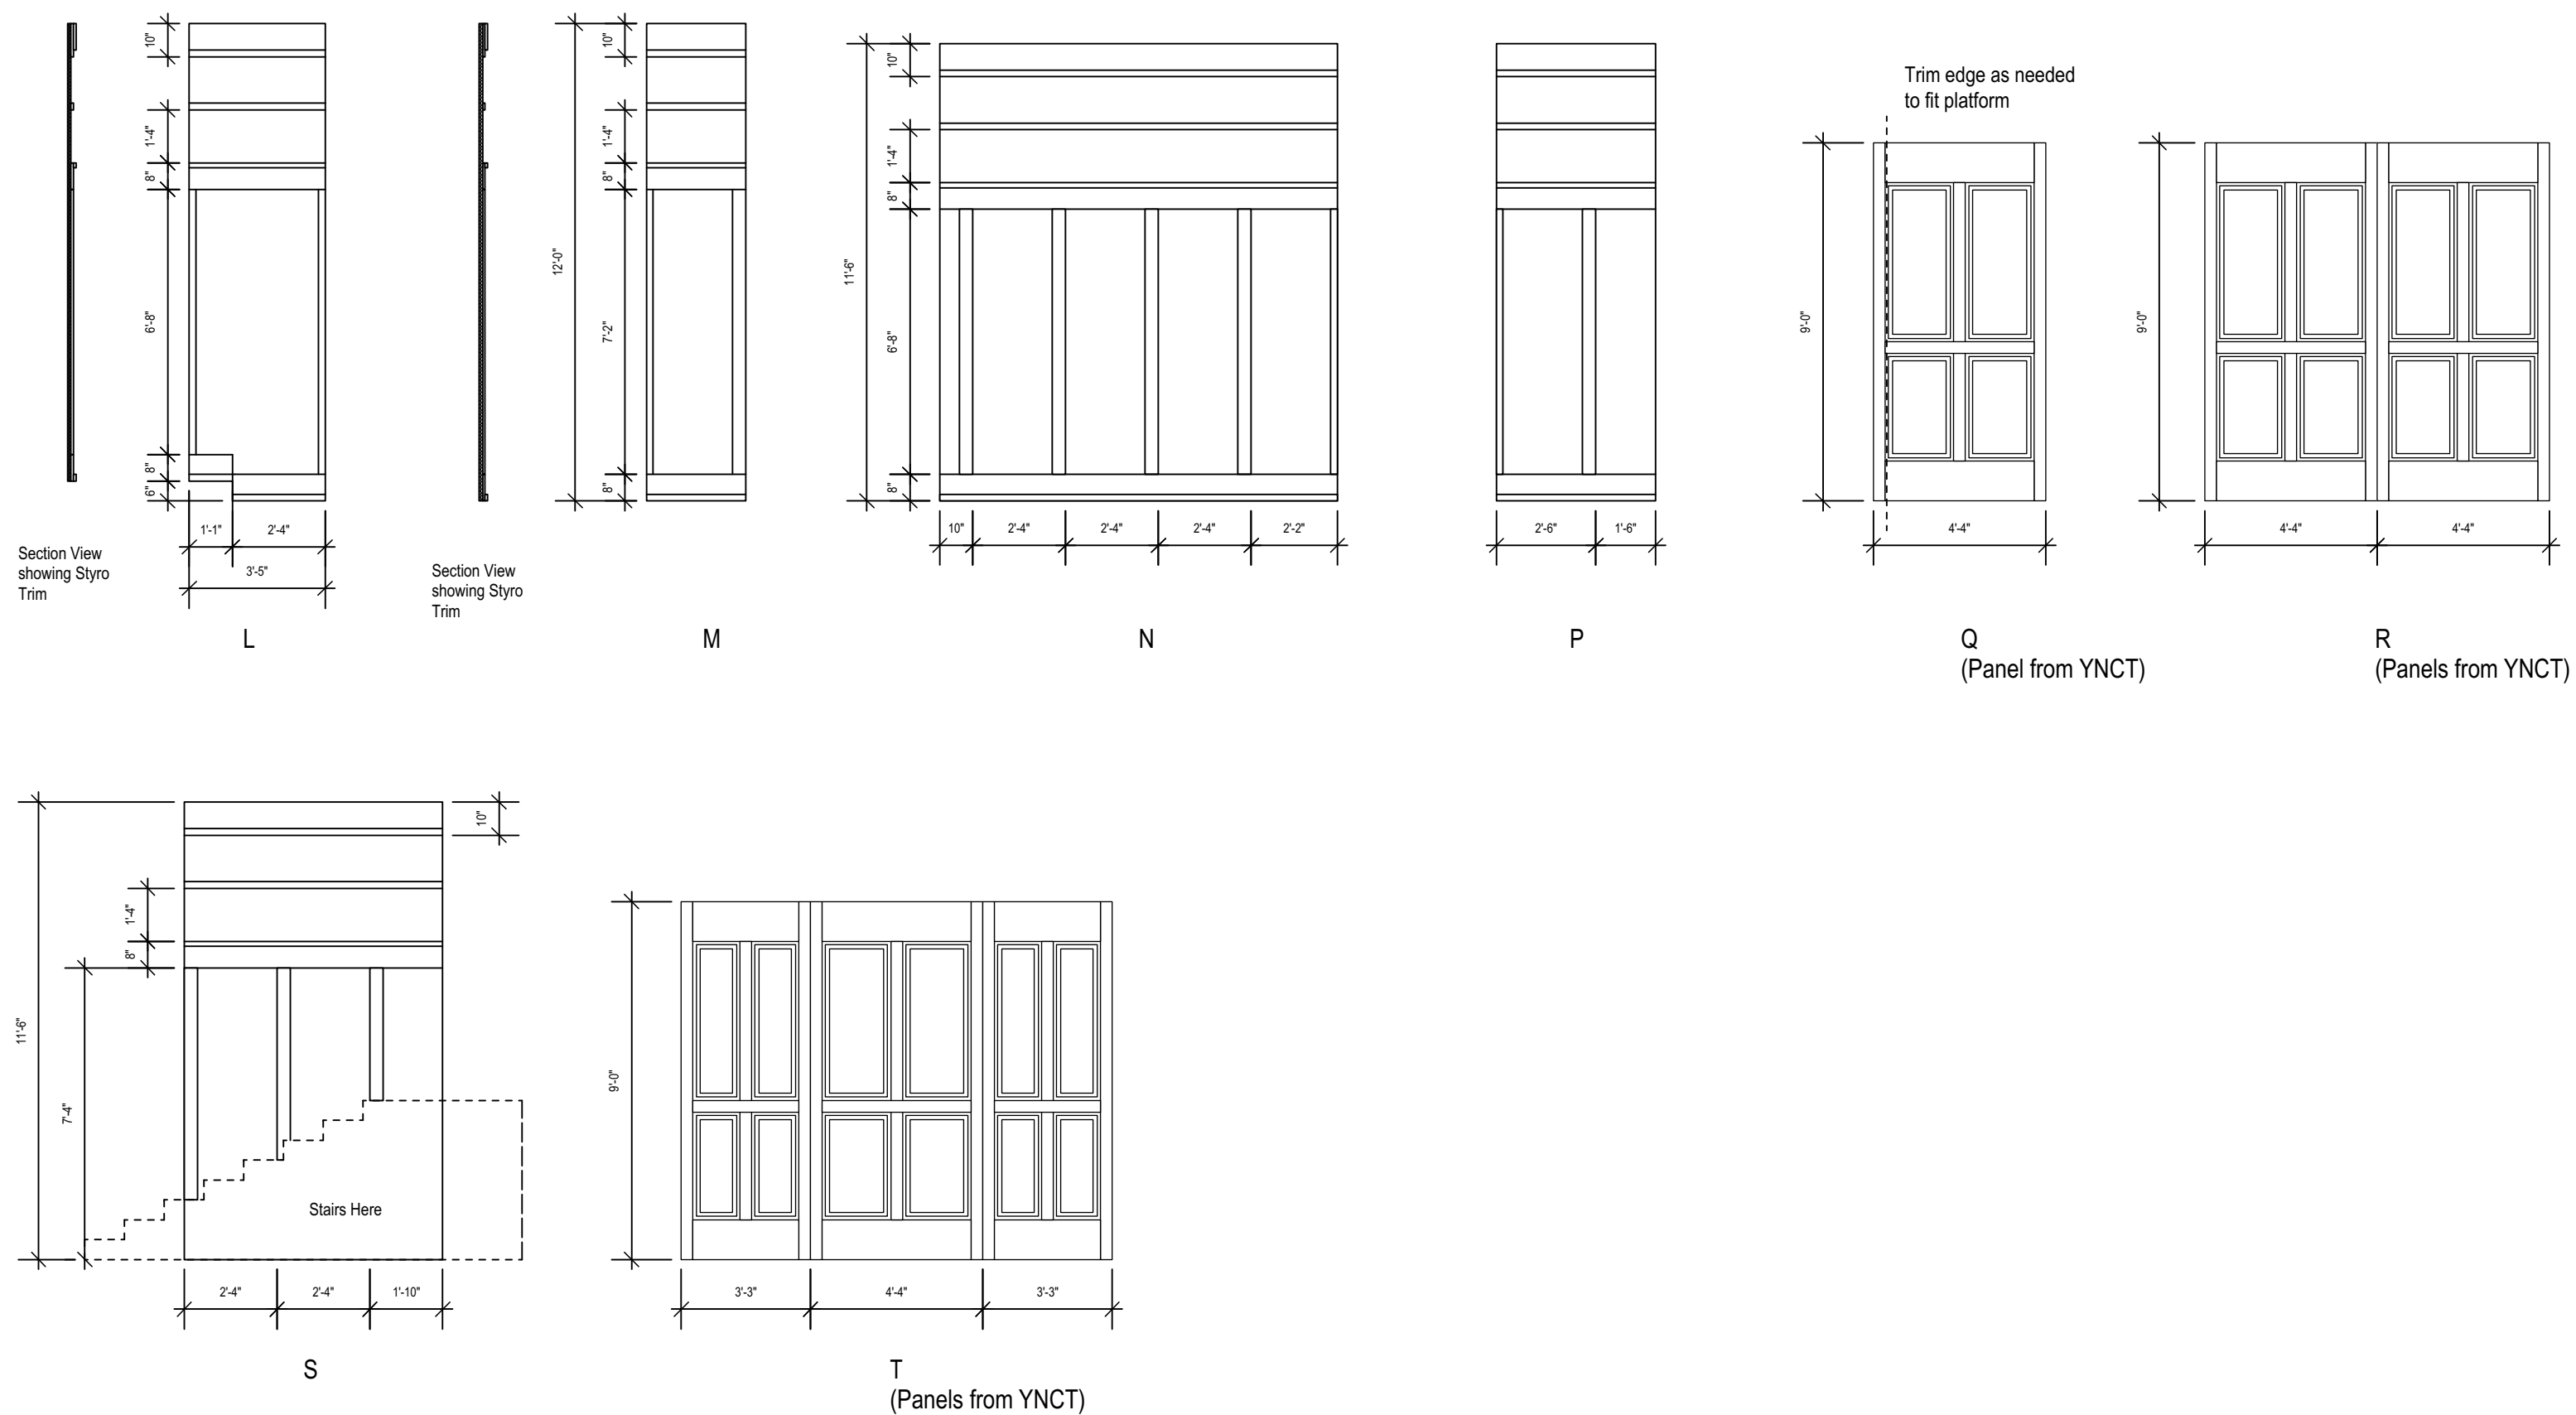 10"
1'-4"
8"
6'-8"
8"
6"
1'-1"
2'-4"
3'-5"
Section View
showing Styro
Trim
L
12'-0"
10"
1'-4"
8"
7'-2"
8"
Section View
showing Styro
Trim
M
11'-6"
10"
1'-4"
8"
6'-8"
8"
10"
2'-4"
2'-4"
2'-4"
2'-2"
N
2'-6"
1'-6"
P
Trim edge as needed
to fit platform
9'-0"
4'-4"
Q
(Panel from YNCT)
9'-0"
4'-4"
4'-4"
R
(Panels from YNCT)
11'-6"
7'-4"
1'-4"
8"
10"
Stairs Here
2'-4"
2'-4"
1'-10"
S
9'-0"
3'-3"
4'-4"
3'-3"
T
(Panels from YNCT)